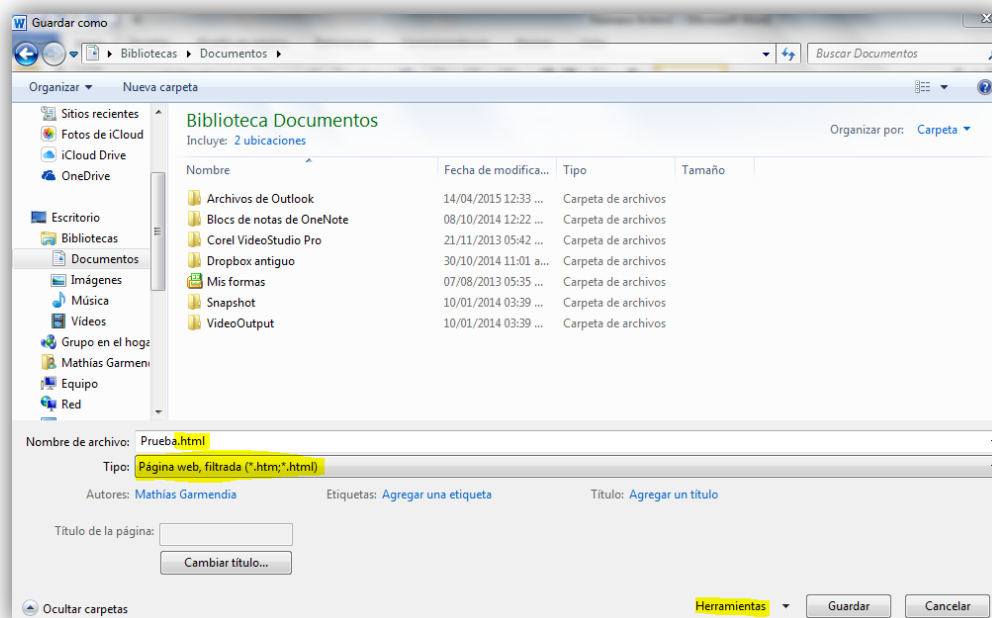 Guardar como
Bibliotecas Documentos
Buscar Documentos
Organizar Nueva carpeta
Sitios recientes
Fotos de iCloud
iCloud Drive
OneDrive
Escritorio
Bibliotecas
Documentos
Imágenes
Música
Vídeos
Grupo en el hoga
Mathías Garmen
Equipo
Red
Biblioteca Documentos
Incluye: 2 ubicaciones
Organizar por: Carpeta
Nombre Fecha de modifica... Tipo Tamaño
Archivos de Outlook 14/04/2015 12:33 ... Carpeta de archivos
Blocs de notas de OneNote 08/10/2014 12:22 ... Carpeta de archivos
Corel VideoStudio Pro 21/11/2013 05:42 ... Carpeta de archivos
Dropbox antiguo 30/10/2014 11:01 a... Carpeta de archivos
Mis formas 07/08/2013 05:35 ... Carpeta de archivos
Snapshot 10/01/2014 03:39 ... Carpeta de archivos
VideoOutput 10/01/2014 03:39 ... Carpeta de archivos
Nombre de archivo: Prueba.html
Tipo: Página web, filtrada (*.htm;*.html)
Autores: Mathías Garmendia Etiquetas: Agregar una etiqueta Título: Agregar un título
Título de la página:
Cambiar título...
Ocultar carpetas
Herramientas Guardar Cancelar